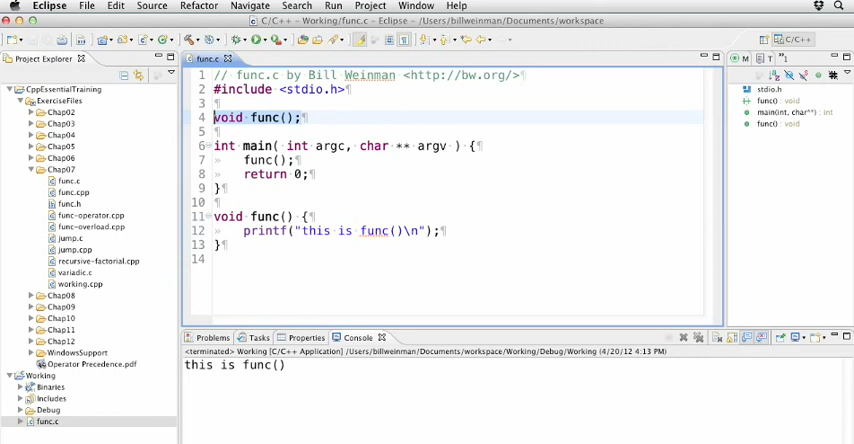 Eclipse File Edit Source Refactor Navigate Search Run Project Window Help
C/C++ - Working/func.c - Eclipse - /Users/billweinman/Documents/workspace
C/C++
Project Explorer
CppEssentialTraining
ExerciseFiles
Chap02
Chap03
Chap04
Chap05
Chap06
Chap07
func.c
func.cpp
func.h
func-operator.cpp
func-overload.cpp
jump.c
jump.cpp
recursive-factorial.cpp
variadic.c
working.cpp
Chap08
Chap09
Chap10
Chap11
Chap12
WindowsSupport
Operator Precedence.pdf
Working
Binaries
Includes
Debug
func.c
func.c
1 // func.c by Bill Weinman <http://bw.org/>¶
2 #include <stdio.h>¶
3 ¶
4 void·func();¶
5 ¶
6 int main( int argc, char ** argv ) {¶
7 » func();¶
8 » return 0;¶
9 }¶
10 ¶
11 void·func()·{¶
12 » printf("this·is·func()\n");¶
13 }¶
14
M T "1
stdio.h
func() : void
main(int, char**) : int
func() : void
Problems Tasks Properties Console
<terminated> Working [C/C++ Application] /Users/billweinman/Documents/workspace/Working/Debug/Working (4/20/12 4:13 PM)
this is func()